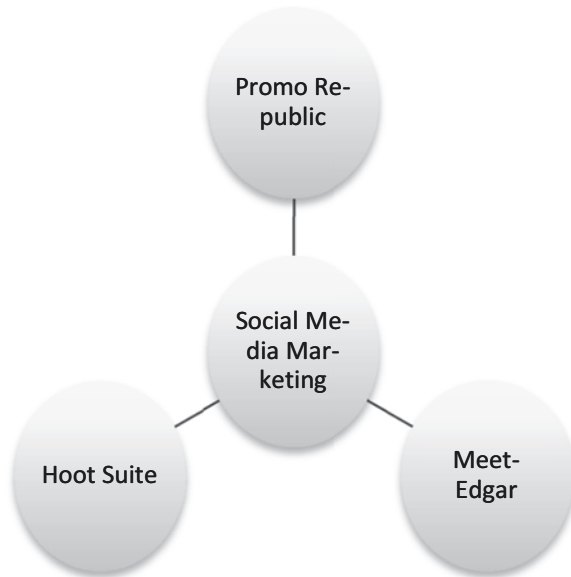 Promo Re-
public
Social Me-
dia Mar-
keting
Hoot Suite
Meet-
Edgar